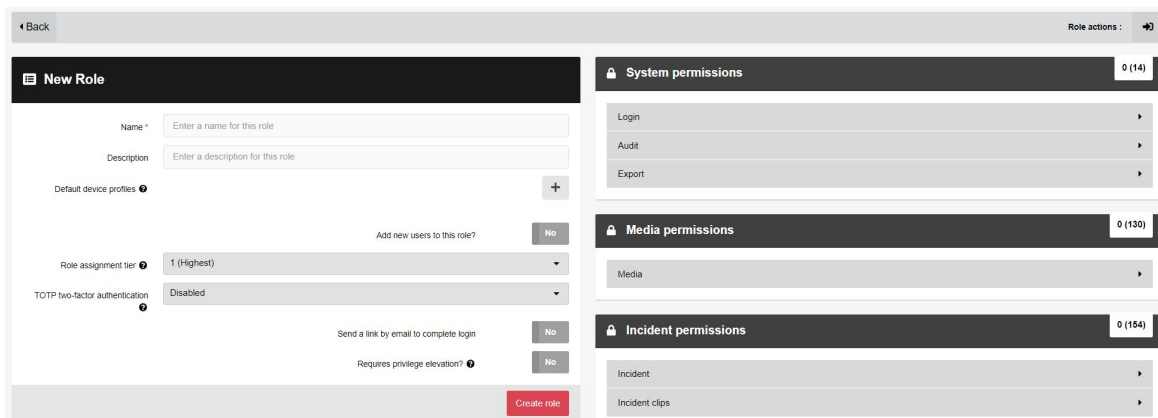 Back
Role actions :
New Role
Name *
Enter a name for this role
Description
Enter a description for this role
Default device profiles
Add new users to this role?
No
Role assignment tier
1 (Highest)
TOTP two-factor authentication
Disabled
Send a link by email to complete login
No
Requires privilege elevation?
No
Create role
System permissions
0 (14)
Login
Audit
Export
Media permissions
0 (130)
Media
Incident permissions
0 (154)
Incident
Incident clips